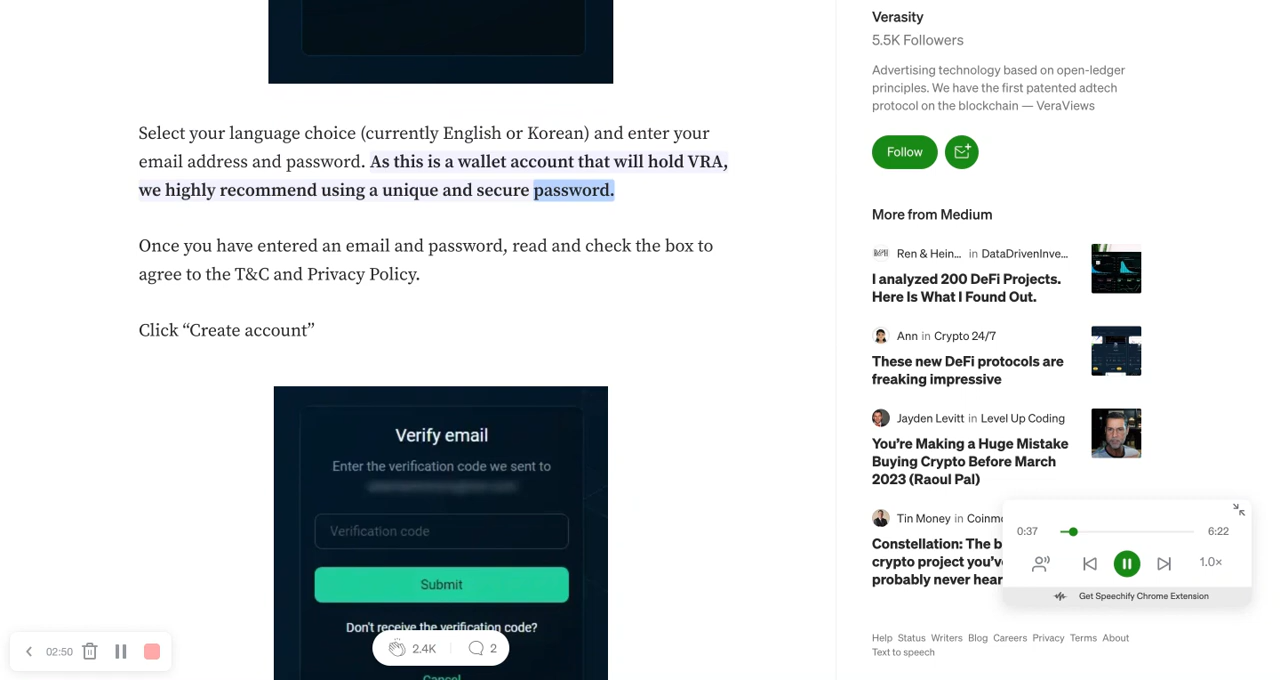 Select your language choice (currently English or Korean) and enter your
email address and password. As this is a wallet account that will hold VRA,
we highly recommend using a unique and secure password.
Once you have entered an email and password, read and check the box to
agree to the T&C and Privacy Policy.
Click “Create account”
Verify email
Enter the verification code we sent to
Verification code
Submit
Don't receive the verification code?
Cancel
2.4K
2
02:50
Verasity
5.5K Followers
Advertising technology based on open-ledger
principles. We have the first patented adtech
protocol on the blockchain — VeraViews
Follow
More from Medium
Ren & Hein... in DataDrivenInve...
I analyzed 200 DeFi Projects.
Here Is What I Found Out.
Ann in Crypto 24/7
These new DeFi protocols are
freaking impressive
Jayden Levitt in Level Up Coding
You’re Making a Huge Mistake
Buying Crypto Before March
2023 (Raoul Pal)
Tin Money in Coinmo
Constellation: The b
crypto project you’v
probably never hear
0:37
6:22
1.0×
Get Speechify Chrome Extension
Help Status Writers Blog Careers Privacy Terms About
Text to speech